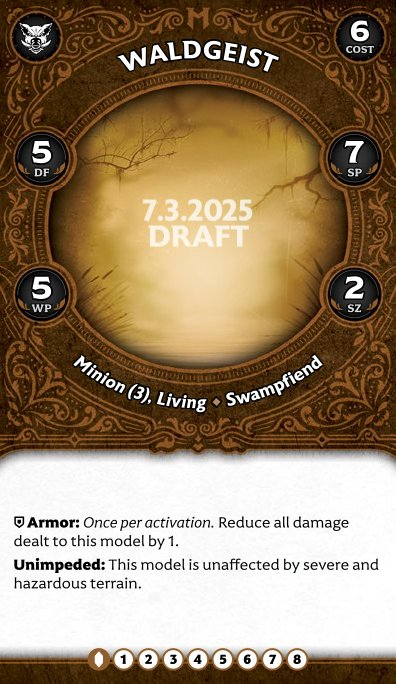 WALDGEIST
6
COST
5
DF
7
SP
7.3.2025
DRAFT
5
WP
2
SZ
Minion (3), Living ◆ Swampfiend
Armor: Once per activation. Reduce all damage
dealt to this model by 1.
Unimpeded: This model is unaffected by severe and
hazardous terrain.
1 2 3 4 5 6 7 8